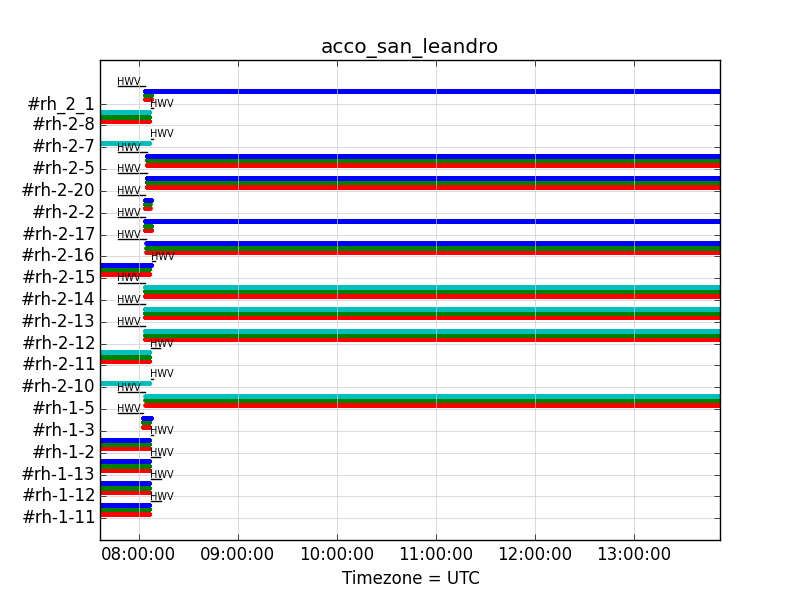 acco_san_leandro
HWV
#rh_2_1 HWV
#rh-2-8
HWV
#rh-2-7 HWV
#rh-2-5 HWV
#rh-2-20 HWV
#rh-2-2 HWV
#rh-2-17 HWV
#rh-2-16 HWV
#rh-2-15 HWV
#rh-2-14 HWV
#rh-2-13 HWV
#rh-2-12 HWV
#rh-2-11
HWV
#rh-2-10 HWV
#rh-1-5 HWV
#rh-1-3 HWV
#rh-1-2 HWV
#rh-1-13 HWV
#rh-1-12 HWV
#rh-1-11
08:00:00 09:00:00 10:00:00 11:00:00 12:00:00 13:00:00
Timezone = UTC